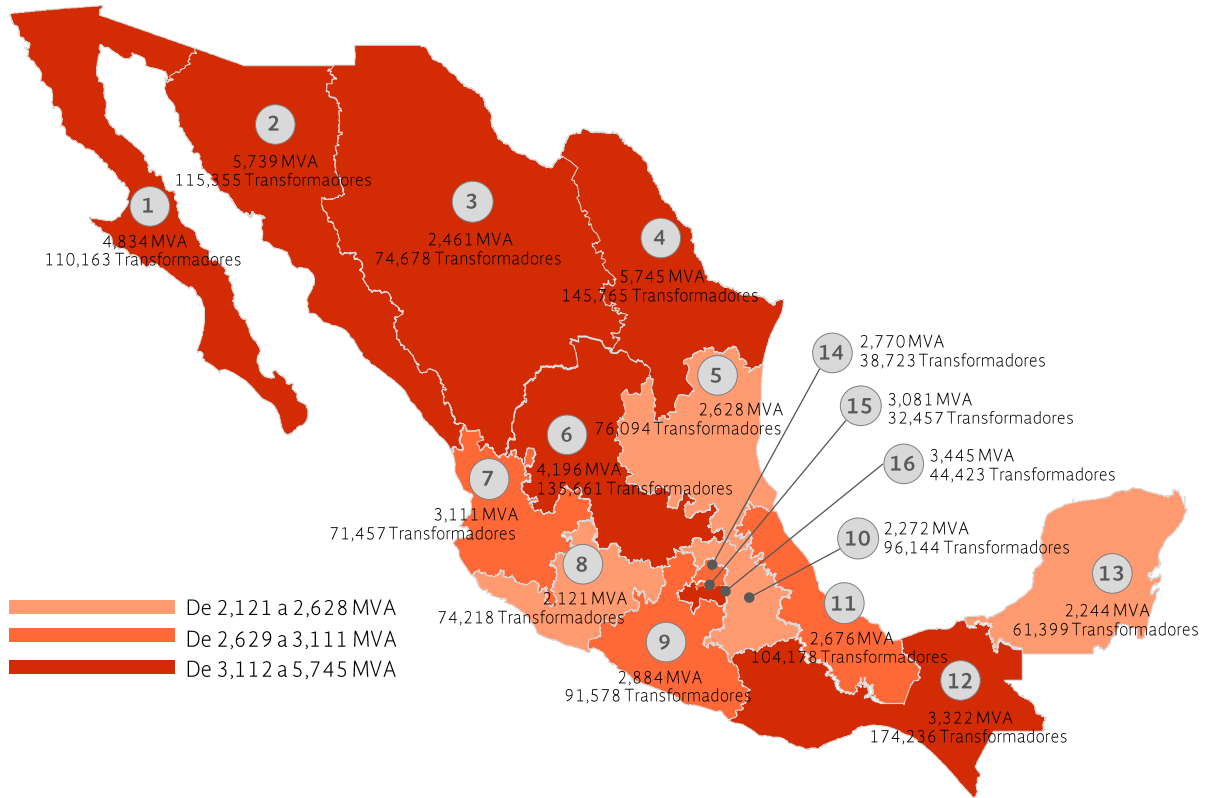 2
5,739 MVA
115,355 Transformadores
1
4,834 MVA
110,163 Transformadores
3
2,461 MVA
74,678 Transformadores
4
5,745 MVA
145,765 Transformadores
14
2,770 MVA
38,723 Transformadores
5
2,628 MVA
76,094 Transformadores
15
3,081 MVA
32,457 Transformadores
6
4,196 MVA
135,661 Transformadores
16
3,445 MVA
44,423 Transformadores
7
3,111 MVA
71,457 Transformadores
10
2,272 MVA
96,144 Transformadores
8
2,121 MVA
74,218 Transformadores
13
2,244 MVA
61,399 Transformadores
11
2,676 MVA
104,178 Transformadores
9
2,884 MVA
91,578 Transformadores
12
3,322 MVA
174,236 Transformadores
De 2,121 a 2,628 MVA
De 2,629 a 3,111 MVA
De 3,112 a 5,745 MVA